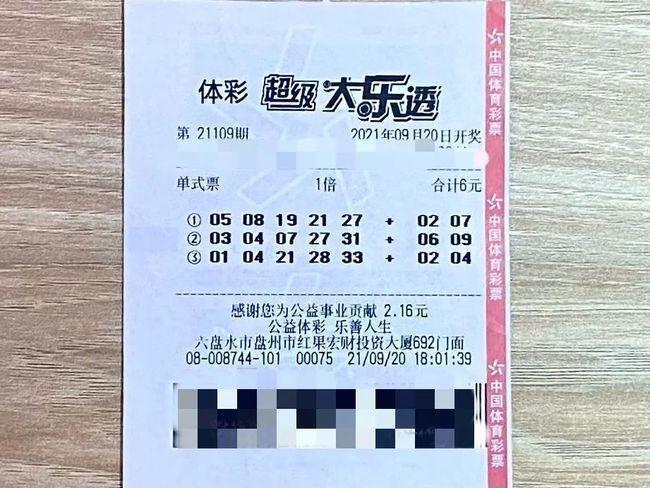 体彩 超级大乐透
第 21109期 2021年09月20日开奖
单式票 1倍 合计6元
① 05 08 19 21 27 + 02 07
② 03 04 07 27 31 + 06 09
③ 01 04 21 28 33 + 02 04
感谢您为公益事业贡献 2.16元
公益体彩 乐善人生
六盘水市盘州市红果宏财投资大厦692门面
08-008744-101 00075 21/09/20 18:01:39
中国体育彩票
中国体育彩票
中国体育彩票